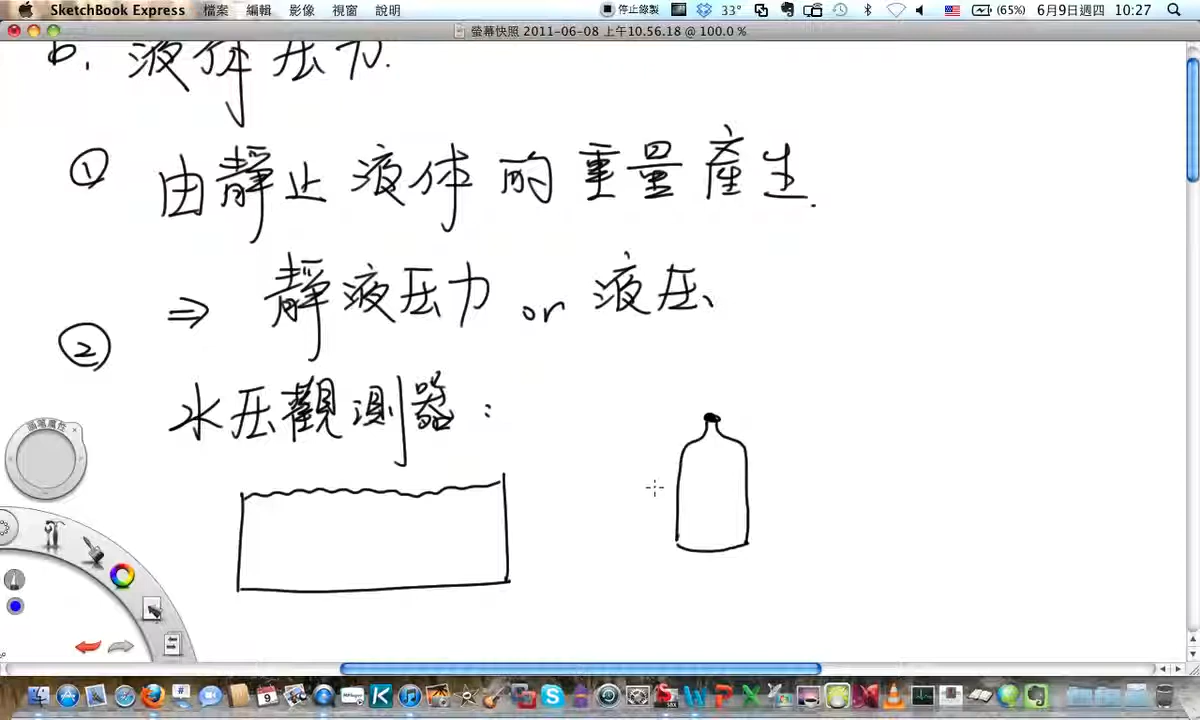 SketchBook Express 檔案 編輯 影像 視窗 說明 停止錄製 33° (65%) 6月9日週四 10:27
螢幕快照 2011-06-08 上午10.56.18 @ 100.0 %
b. 液体压力.
① 由靜止液体的重量產生.
⇒ 靜液压力 or 液压
②
水压觀測器: